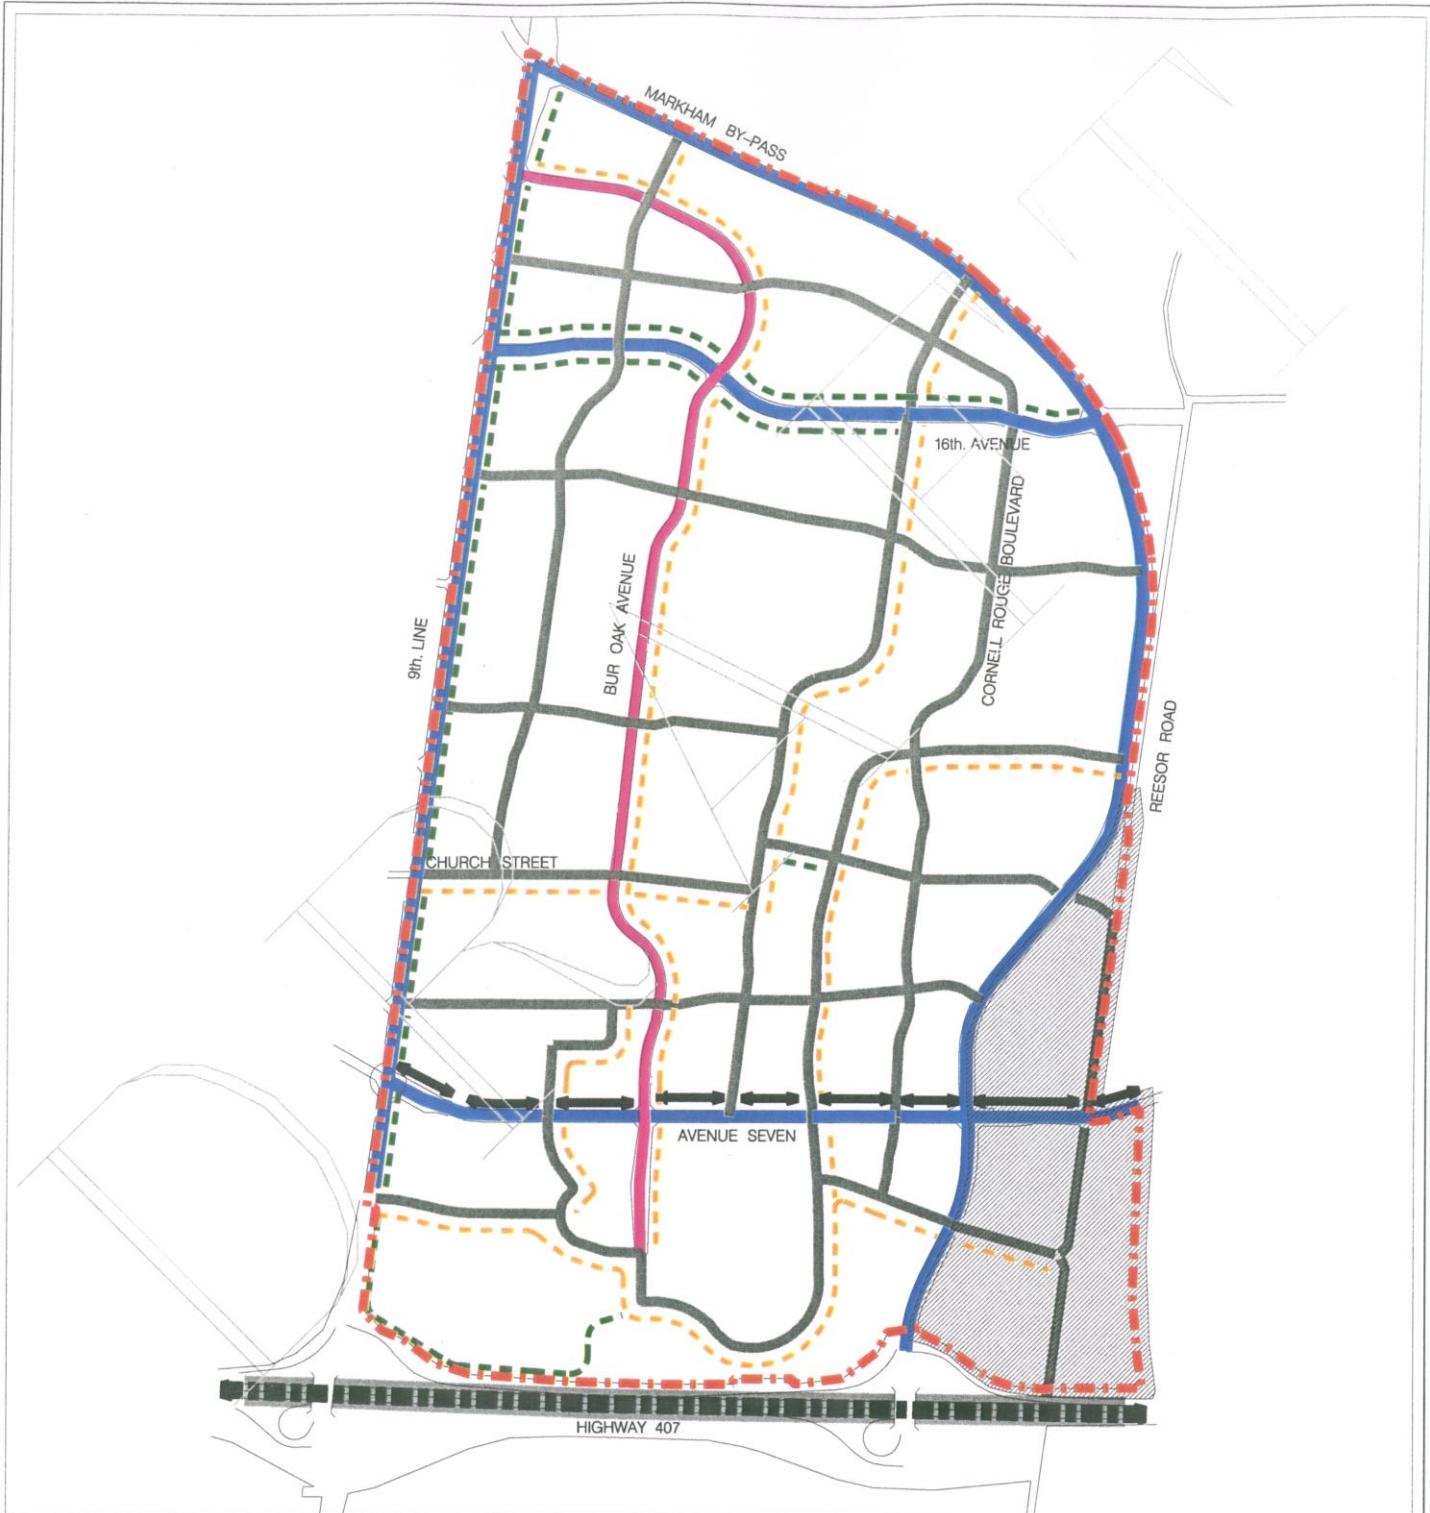 MARKHAM BY-PASS
16th. AVENUE
CORNELL ROUGE BOULEVARD
BUR OAK AVENUE
9th. LINE
REESOR ROAD
CHURCH STREET
AVENUE SEVEN
HIGHWAY 407